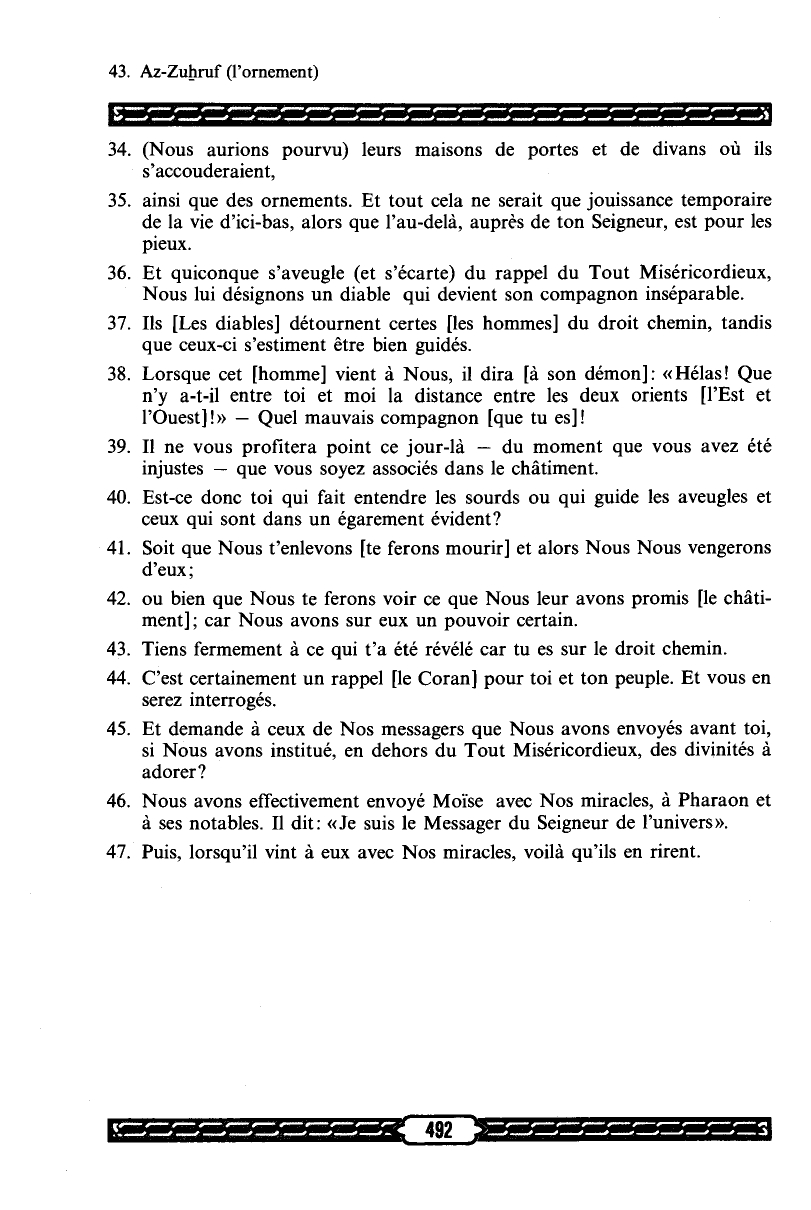 43. Az-Zuẖruf (l'ornement)
34. (Nous aurions pourvu) leurs maisons de portes et de divans où ils
s'accouderaient,
35. ainsi que des ornements. Et tout cela ne serait que jouissance temporaire
de la vie d'ici-bas, alors que l'au-delà, auprès de ton Seigneur, est pour les
pieux.
36. Et quiconque s'aveugle (et s'écarte) du rappel du Tout Miséricordieux,
Nous lui désignons un diable qui devient son compagnon inséparable.
37. Ils [Les diables] détournent certes [les hommes] du droit chemin, tandis
que ceux-ci s'estiment être bien guidés.
38. Lorsque cet [homme] vient à Nous, il dira [à son démon]: «Hélas! Que
n'y a-t-il entre toi et moi la distance entre les deux orients [l'Est et
l'Ouest]!» — Quel mauvais compagnon [que tu es]!
39. Il ne vous profitera point ce jour-là — du moment que vous avez été
injustes — que vous soyez associés dans le châtiment.
40. Est-ce donc toi qui fait entendre les sourds ou qui guide les aveugles et
ceux qui sont dans un égarement évident?
41. Soit que Nous t'enlevons [te ferons mourir] et alors Nous Nous vengerons
d'eux;
42. ou bien que Nous te ferons voir ce que Nous leur avons promis [le châti-
ment]; car Nous avons sur eux un pouvoir certain.
43. Tiens fermement à ce qui t'a été révélé car tu es sur le droit chemin.
44. C'est certainement un rappel [le Coran] pour toi et ton peuple. Et vous en
serez interrogés.
45. Et demande à ceux de Nos messagers que Nous avons envoyés avant toi,
si Nous avons institué, en dehors du Tout Miséricordieux, des divinités à
adorer?
46. Nous avons effectivement envoyé Moïse avec Nos miracles, à Pharaon et
à ses notables. Il dit: «Je suis le Messager du Seigneur de l'univers».
47. Puis, lorsqu'il vint à eux avec Nos miracles, voilà qu'ils en rirent.
492